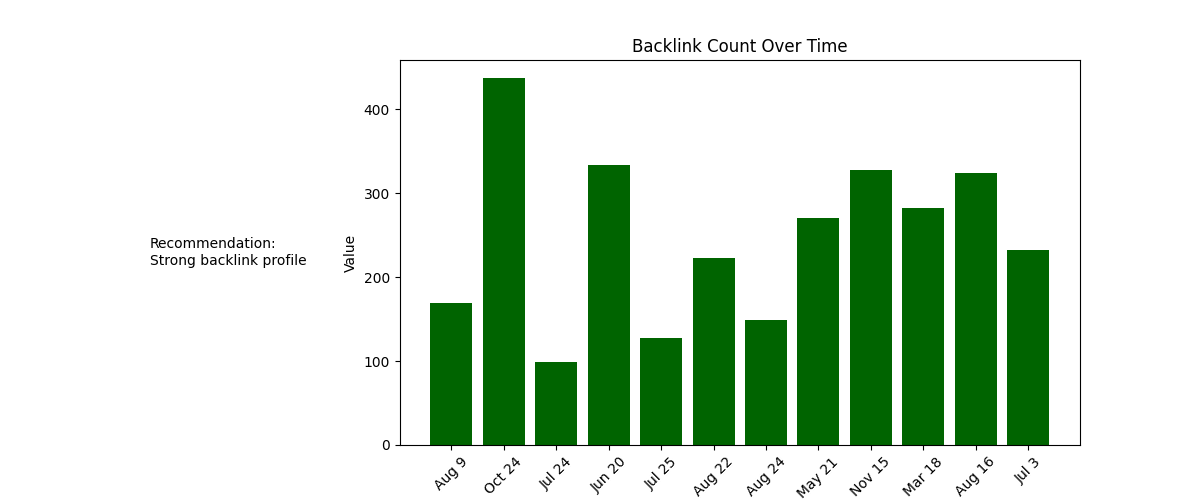 Backlink Count Over Time
Recommendation:
Strong backlink profile
Value
400
300
200
100
0
Aug 9
Oct 24
Jul 24
Jun 20
Jul 25
Aug 22
Aug 24
May 21
Nov 15
Mar 18
Aug 16
Jul 3